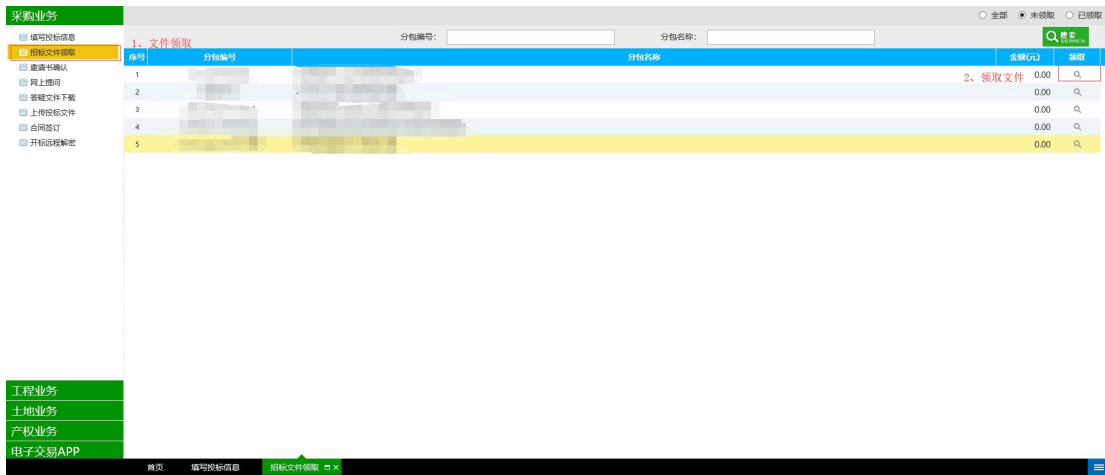 采购业务
全部 未领取 已领取
填写投标信息
招标文件领取
邀请书确认
网上提问
答疑文件下载
上传投标文件
合同签订
开标远程解密
1、文件领取
分包编号： 分包名称： 搜索 SEARCH
序号 分包编号 分包名称 金额(元) 领取
1 2、领取文件 0.00
2 0.00
3 0.00
4 0.00
5 0.00
工程业务
土地业务
产权业务
电子交易APP
首页 填写投标信息 招标文件领取